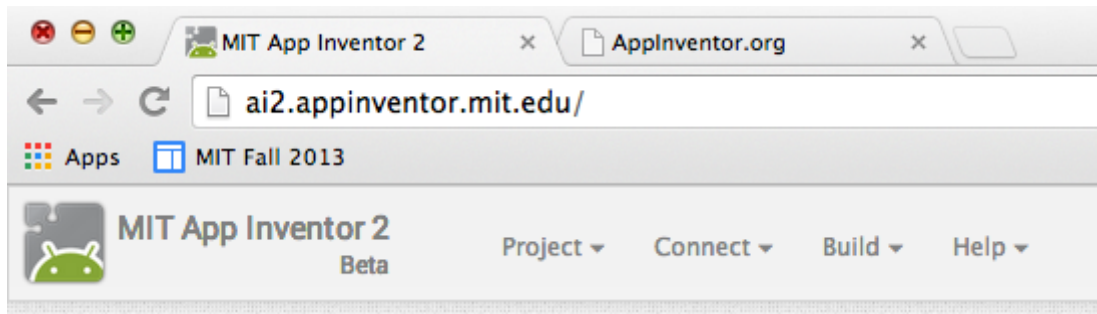 MIT App Inventor 2 AppInventor.org
ai2.appinventor.mit.edu/
Apps MIT Fall 2013
MIT App Inventor 2
Beta
Project Connect Build Help